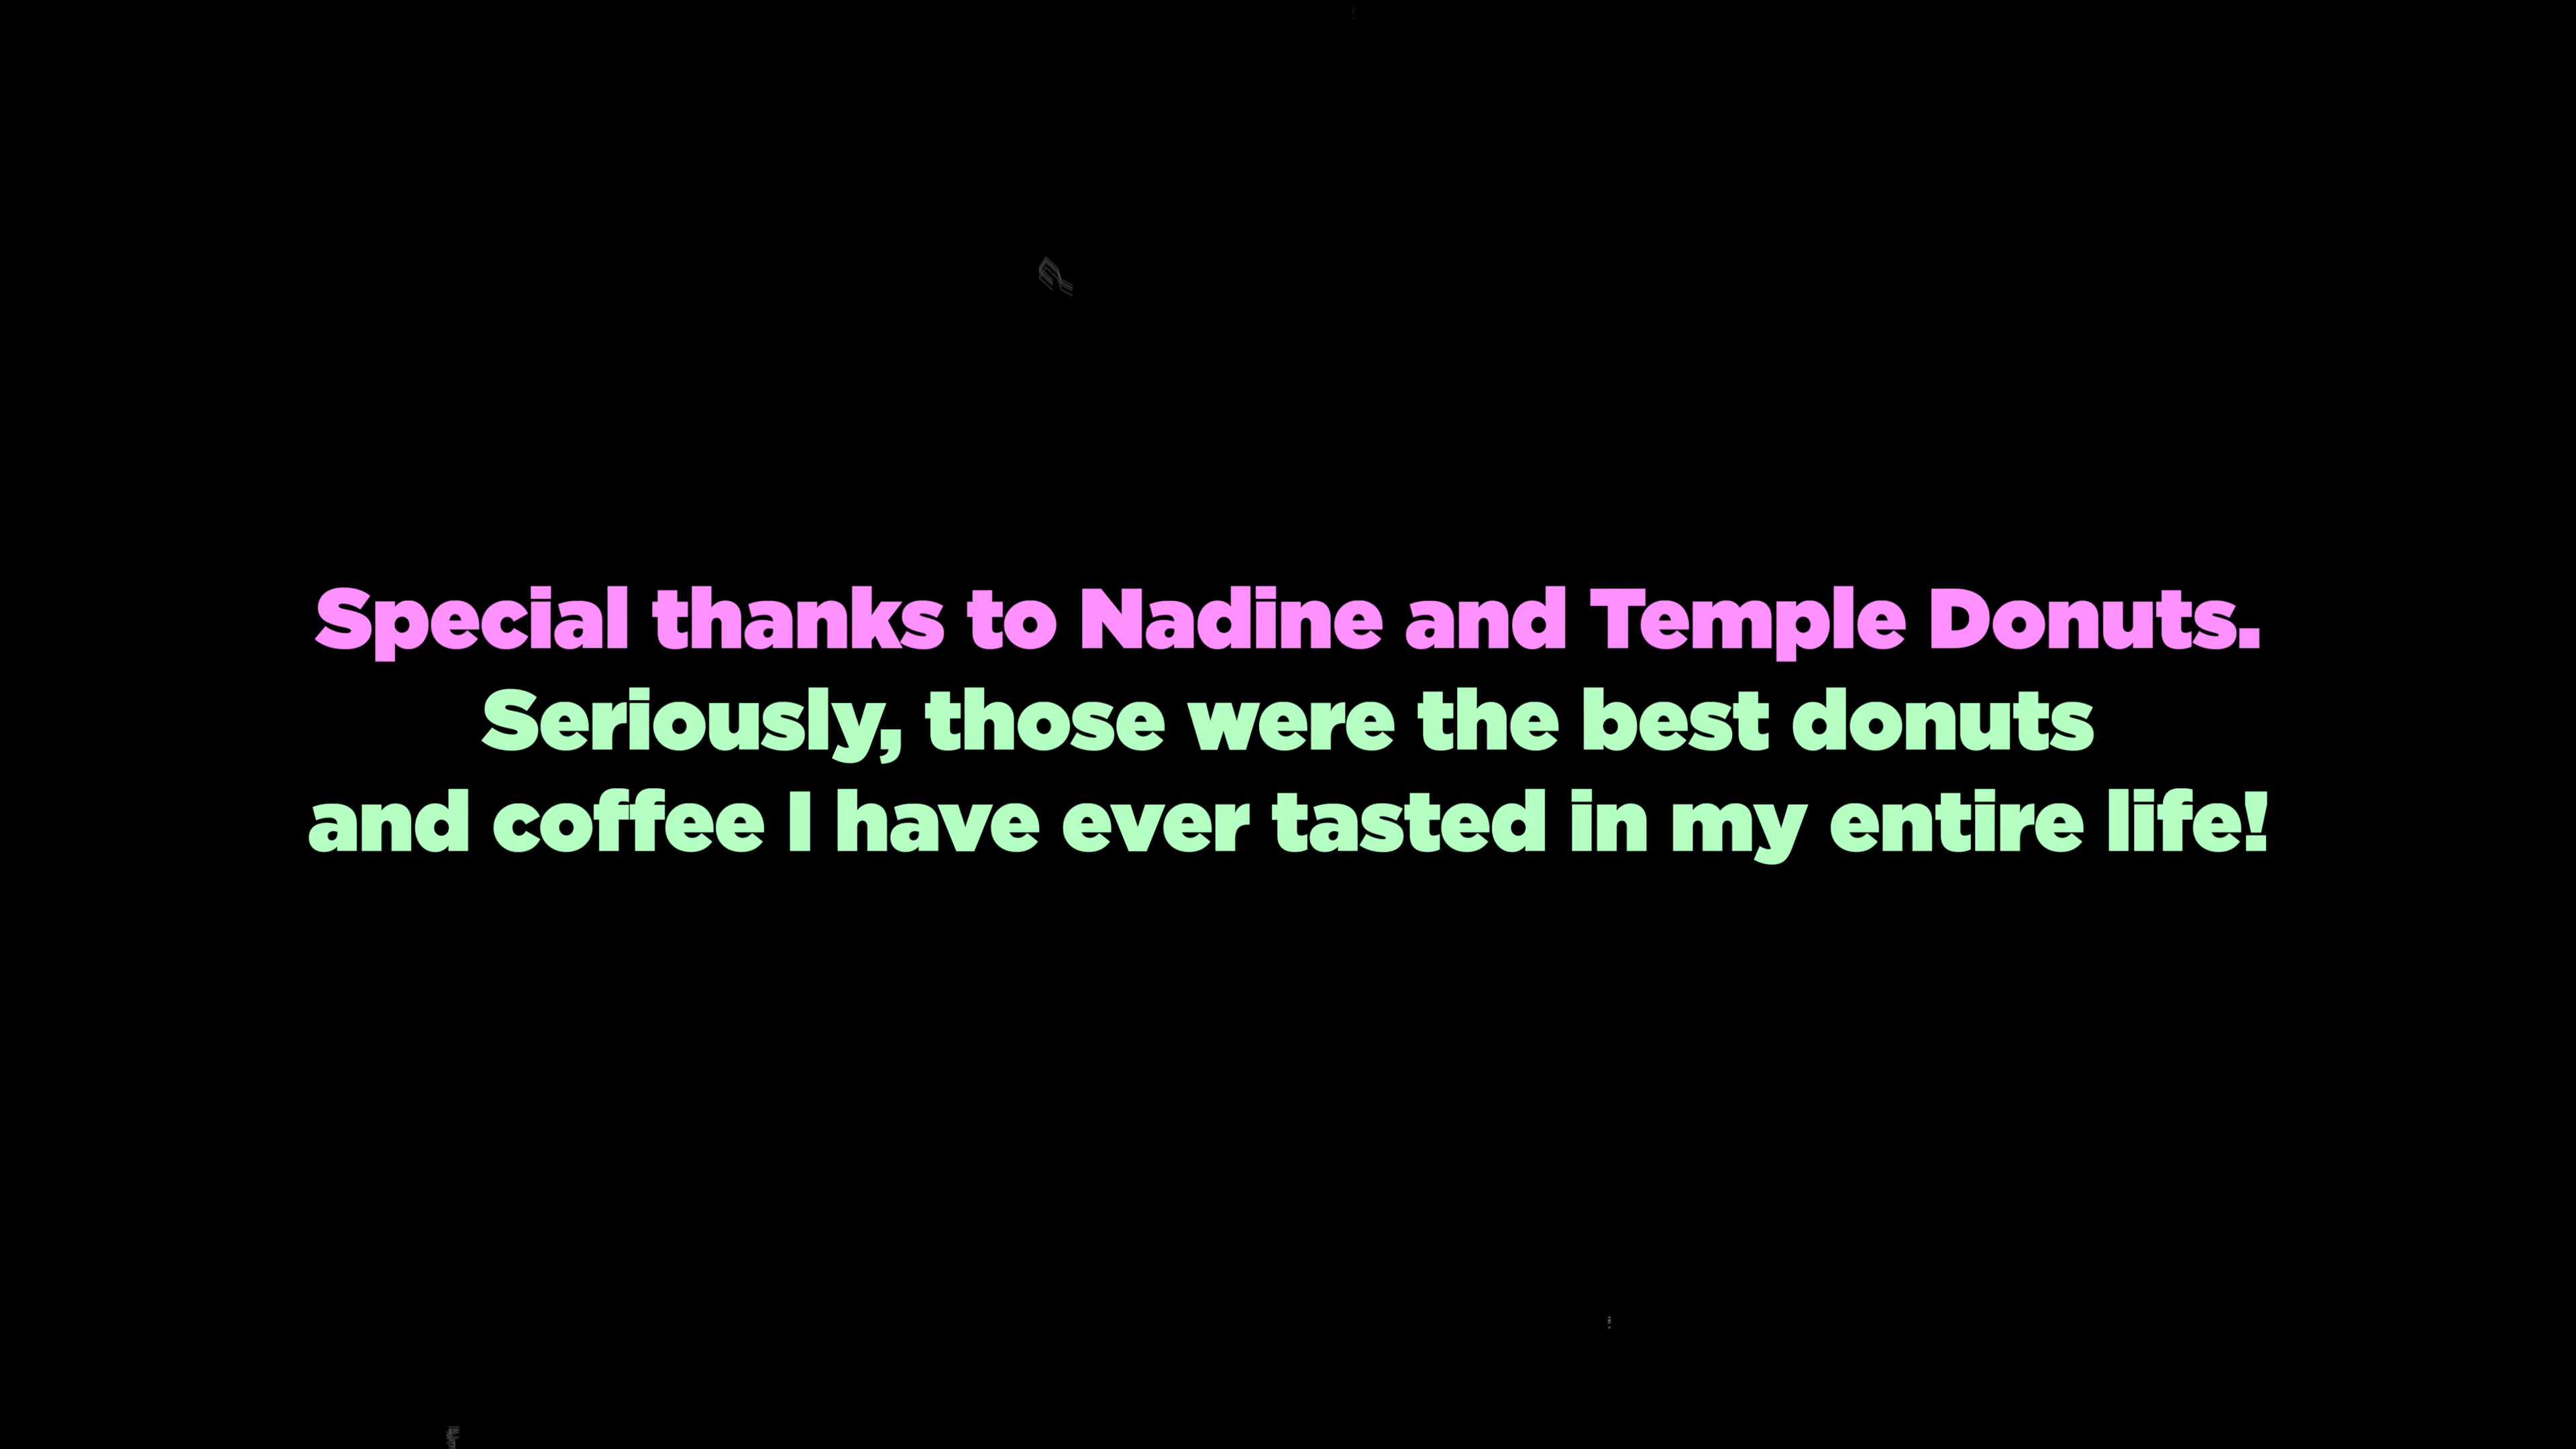 Special thanks to Nadine and Temple Donuts.
Seriously, those were the best donuts
and coffee I have ever tasted in my entire life!